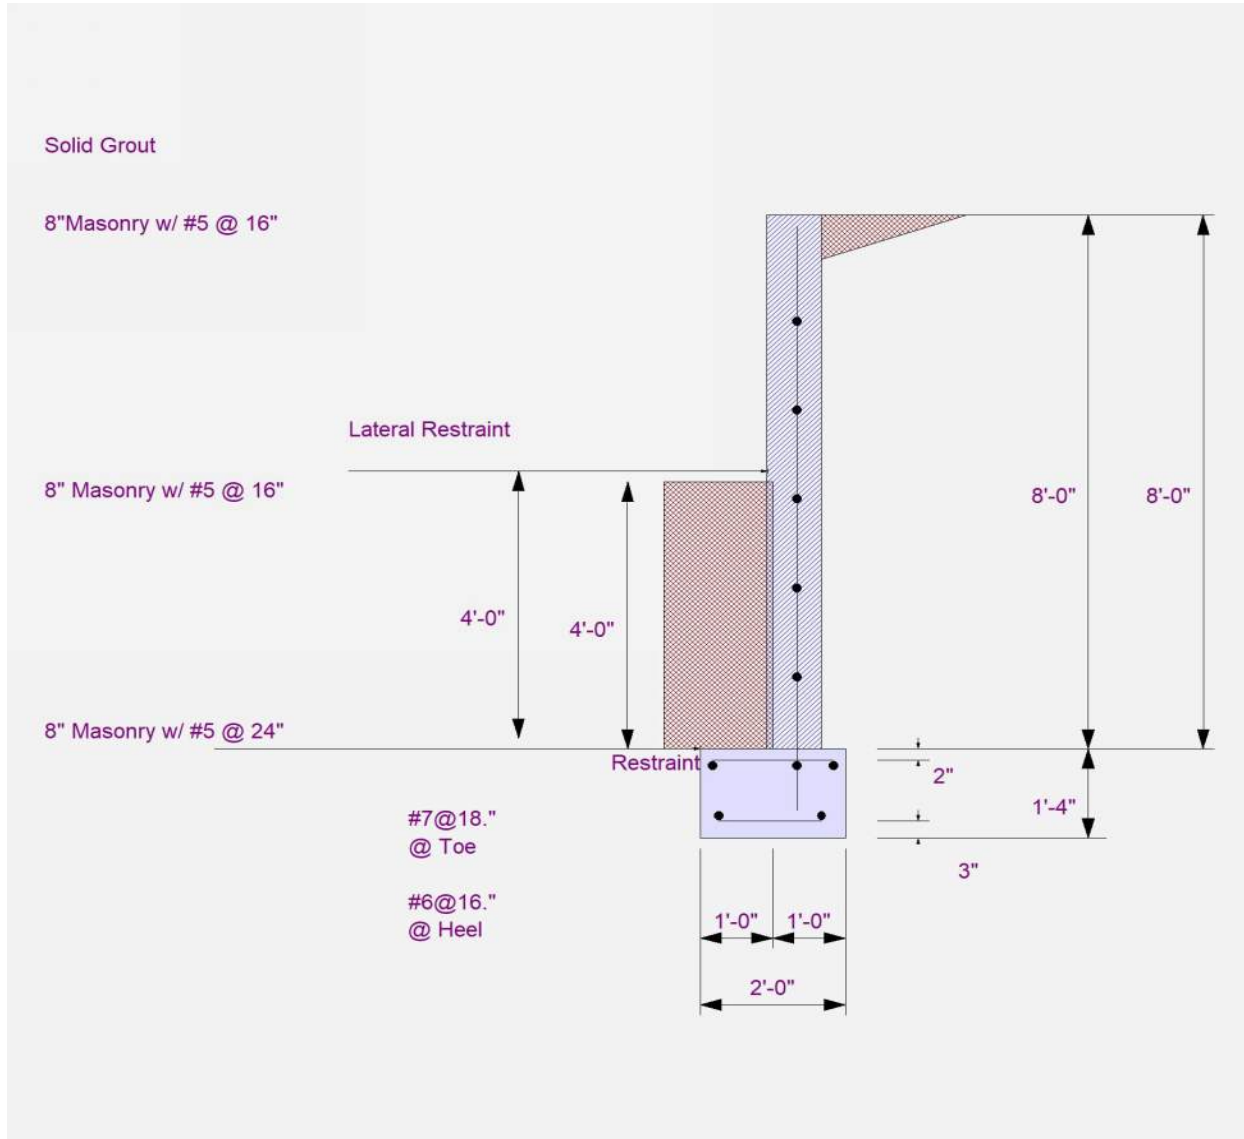 Solid Grout
8"Masonry w/ #5 @ 16"
Lateral Restraint
8" Masonry w/ #5 @ 16"
8'-0"
8'-0"
4'-0"
4'-0"
8" Masonry w/ #5 @ 24"
Restraint
2"
1'-4"
#7@18."
@ Toe
3"
#6@16."
@ Heel
1'-0"
1'-0"
2'-0"